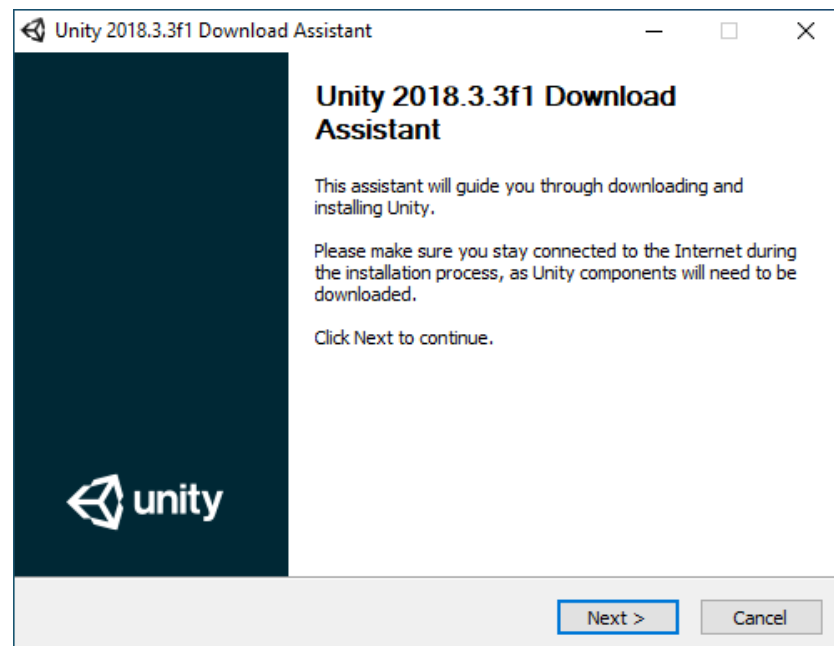 Unity 2018.3.3f1 Download Assistant
Unity 2018.3.3f1 Download
Assistant
This assistant will guide you through downloading and
installing Unity.
Please make sure you stay connected to the Internet during
the installation process, as Unity components will need to be
downloaded.
Click Next to continue.
unity
Next >
Cancel